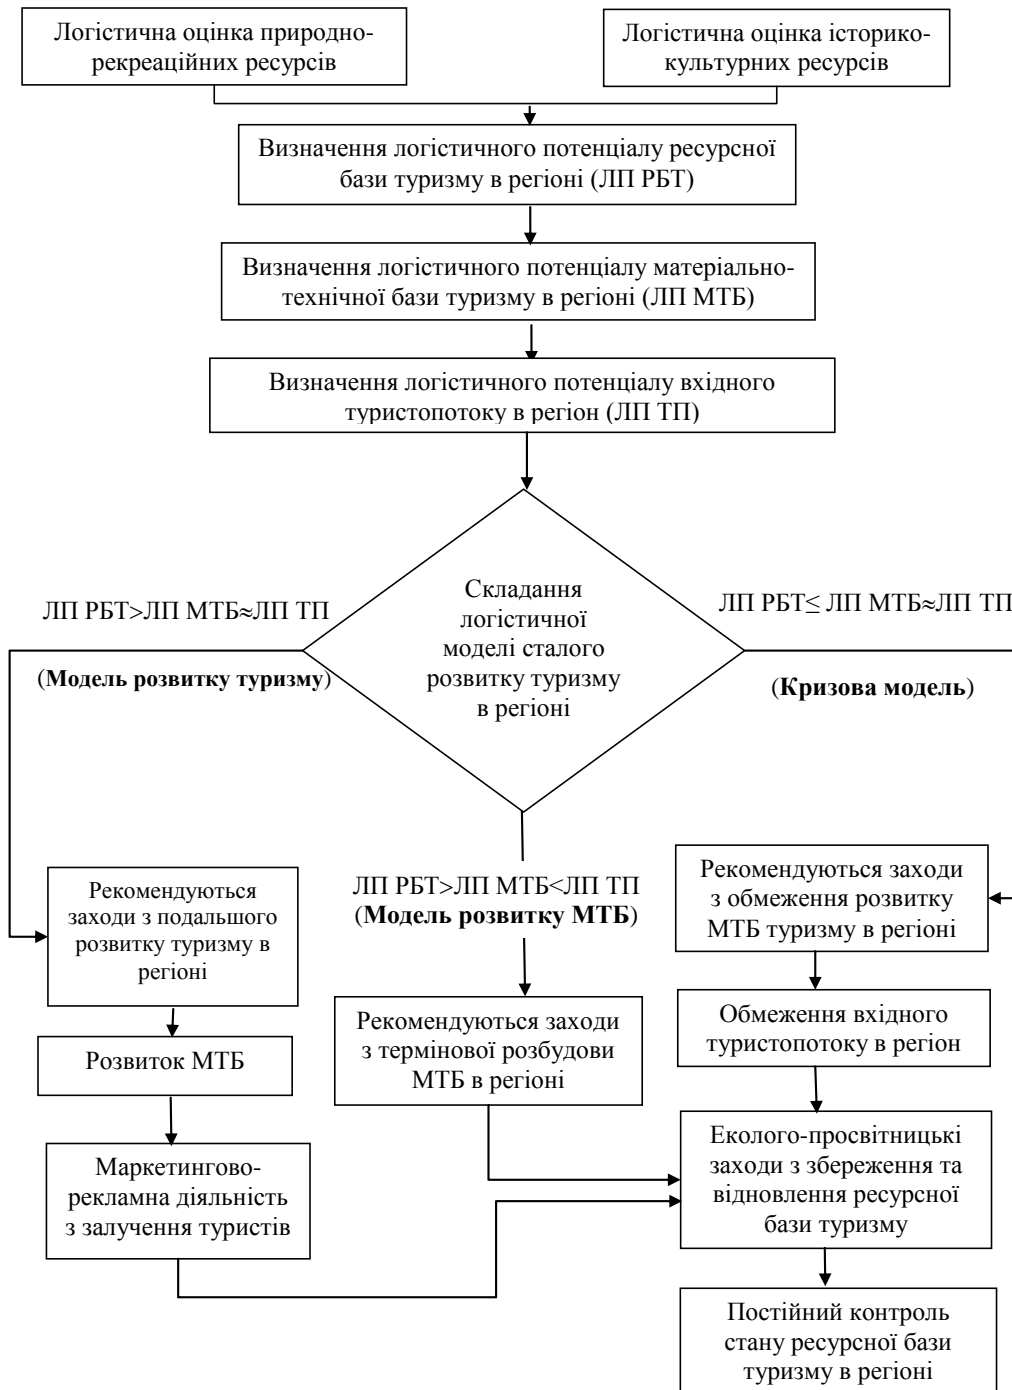 Логістична оцінка природно-
рекреаційних ресурсів
Логістична оцінка історико-
культурних ресурсів
Визначення логістичного потенціалу ресурсної
бази туризму в регіоні (ЛП РБТ)
Визначення логістичного потенціалу матеріально-
технічної бази туризму в регіоні (ЛП МТБ)
Визначення логістичного потенціалу вхідного
туристопотоку в регіон (ЛП ТП)
Складання
логістичної
моделі сталого
розвитку туризму
в регіоні
ЛП РБТ>ЛП МТБ≈ЛП ТП
(Модель розвитку туризму)
ЛП РБТ≤ ЛП МТБ≈ЛП ТП
(Кризова модель)
ЛП РБТ>ЛП МТБ<ЛП ТП
(Модель розвитку МТБ)
Рекомендуються
заходи з подальшого
розвитку туризму в
регіоні
Розвиток МТБ
Маркетингово-
рекламна діяльність
з залучення туристів
Рекомендуються заходи
з термінової розбудови
МТБ в регіоні
Рекомендуються заходи
з обмеження розвитку
МТБ туризму в регіоні
Обмеження вхідного
туристопотоку в регіон
Еколого-просвітницькі
заходи з збереження та
відновлення ресурсної
бази туризму
Постійний контроль
стану ресурсної бази
туризму в регіоні